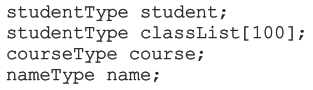 studentType student;
studentType classList[100];
courseType course;
nameType name;